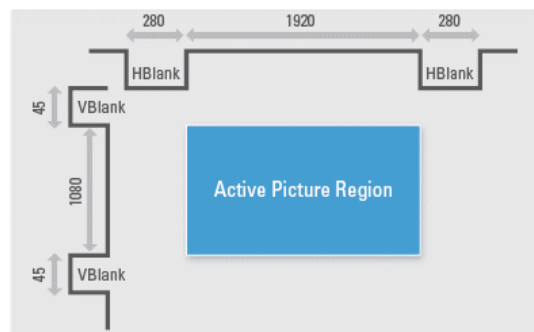 280 1920 280
HBlank HBlank
45 VBlank
1080
Active Picture Region
45 VBlank